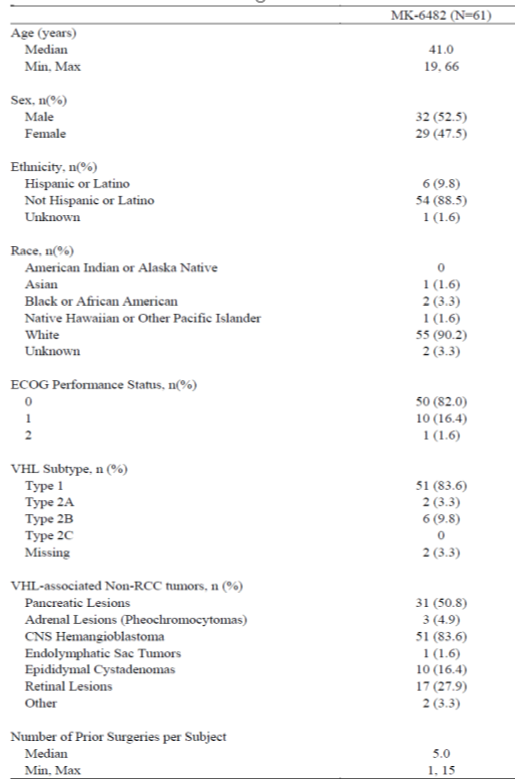 MK-6482 (N=61)
Age (years)
Median 41.0
Min, Max 19, 66
Sex, n(%)
Male 32 (52.5)
Female 29 (47.5)
Ethnicity, n(%)
Hispanic or Latino 6 (9.8)
Not Hispanic or Latino 54 (88.5)
Unknown 1 (1.6)
Race, n(%)
American Indian or Alaska Native 0
Asian 1 (1.6)
Black or African American 2 (3.3)
Native Hawaiian or Other Pacific Islander 1 (1.6)
White 55 (90.2)
Unknown 2 (3.3)
ECOG Performance Status, n(%)
0 50 (82.0)
1 10 (16.4)
2 1 (1.6)
VHL Subtype, n (%)
Type 1 51 (83.6)
Type 2A 2 (3.3)
Type 2B 6 (9.8)
Type 2C 0
Missing 2 (3.3)
VHL-associated Non-RCC tumors, n (%)
Pancreatic Lesions 31 (50.8)
Adrenal Lesions (Pheochromocytomas) 3 (4.9)
CNS Hemangioblastoma 51 (83.6)
Endolymphatic Sac Tumors 1 (1.6)
Epididymal Cystadenomas 10 (16.4)
Retinal Lesions 17 (27.9)
Other 2 (3.3)
Number of Prior Surgeries per Subject
Median 5.0
Min, Max 1, 15